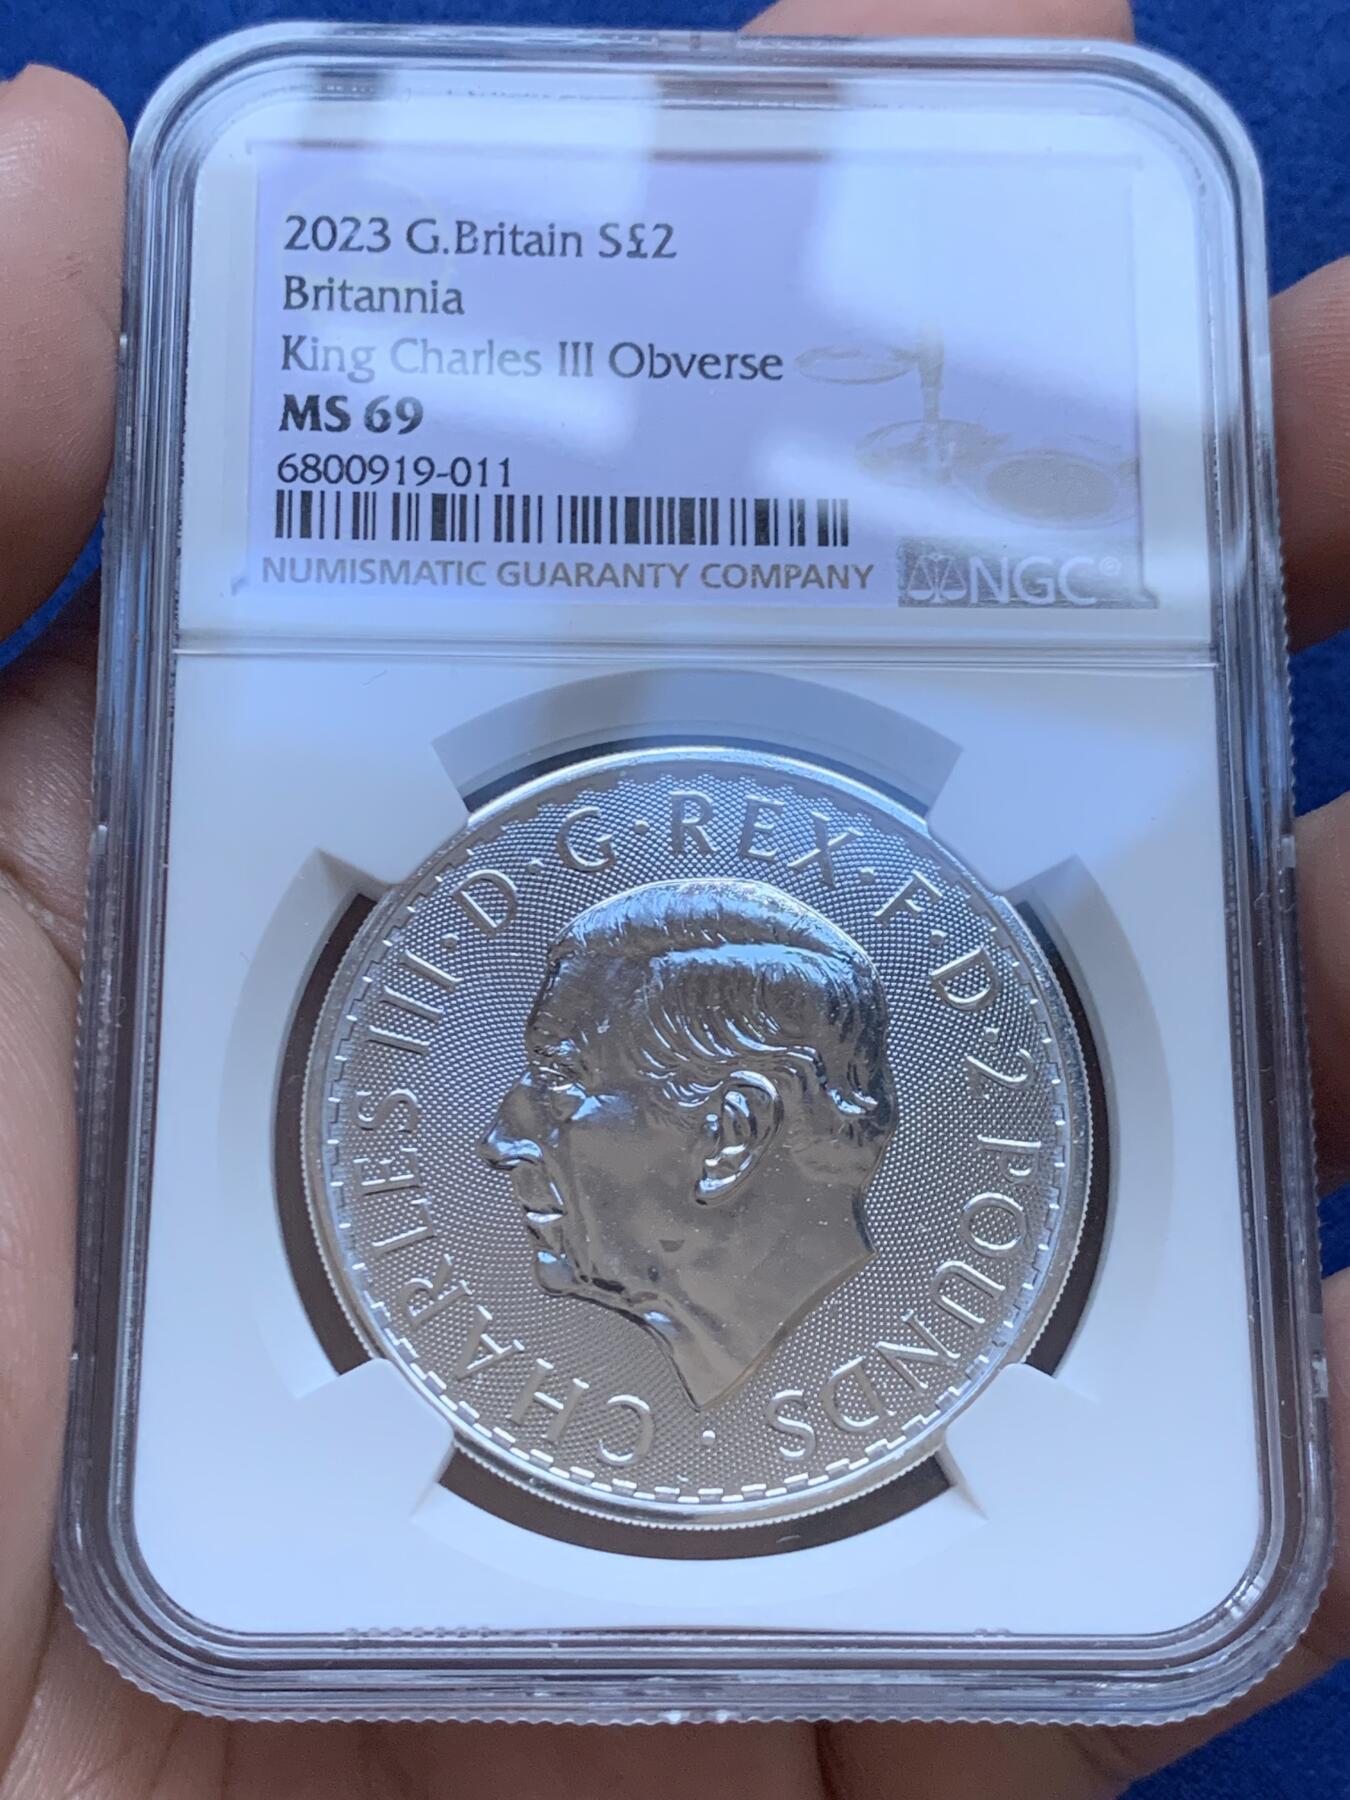 2023 G.Britain S£2
Britannia
King Charles III Obverse
MS 69
6800919-011
NUMISMATIC GUARANTY COMPANY NGC®
CHARLES III · D · G · REX · F · D · 2 POUNDS ·